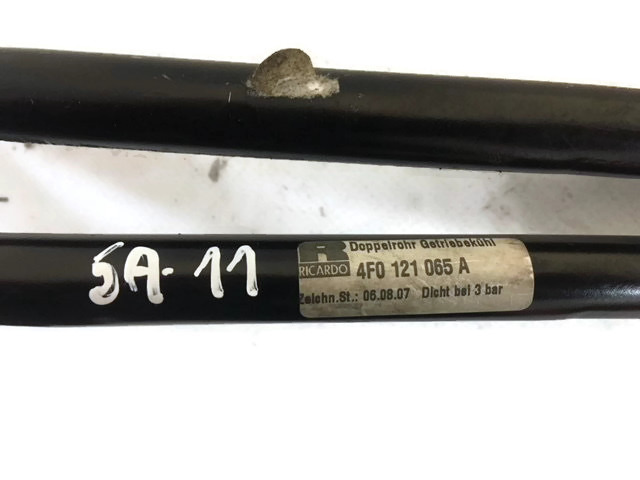 5A-11
R
Doppelrohr Getriebekühl
RICARDO
4F0 121 065 A
Zeichn.St.: 06.08.07 Dicht bei 3 bar